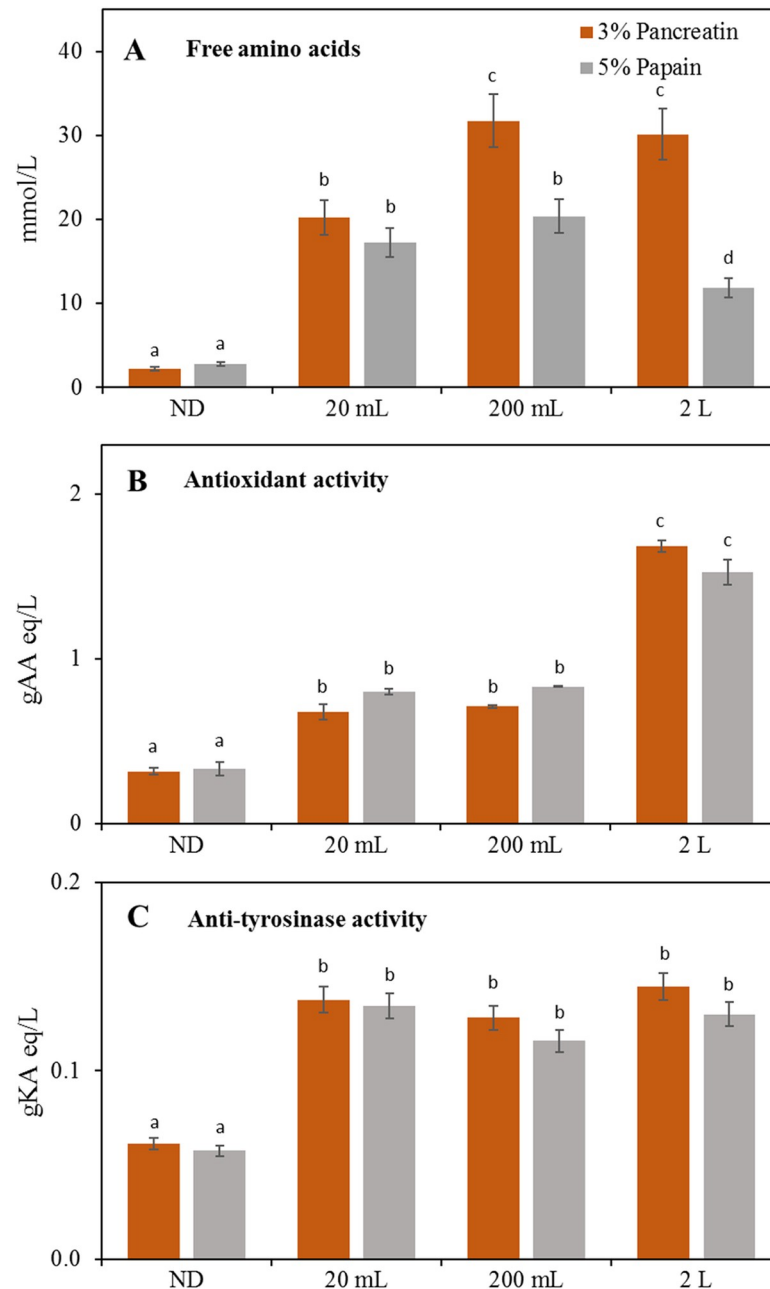 A Free amino acids
3% Pancreatin
5% Papain
mmol/L
40
30
20
10
0
a a b b c b c d
ND 20 mL 200 mL 2 L
B Antioxidant activity
gAA eq/L
2
1
0
a a b b b b c c
ND 20 mL 200 mL 2 L
C Anti-tyrosinase activity
gKA eq/L
0.2
0.1
0.0
a a b b b b b b
ND 20 mL 200 mL 2 L